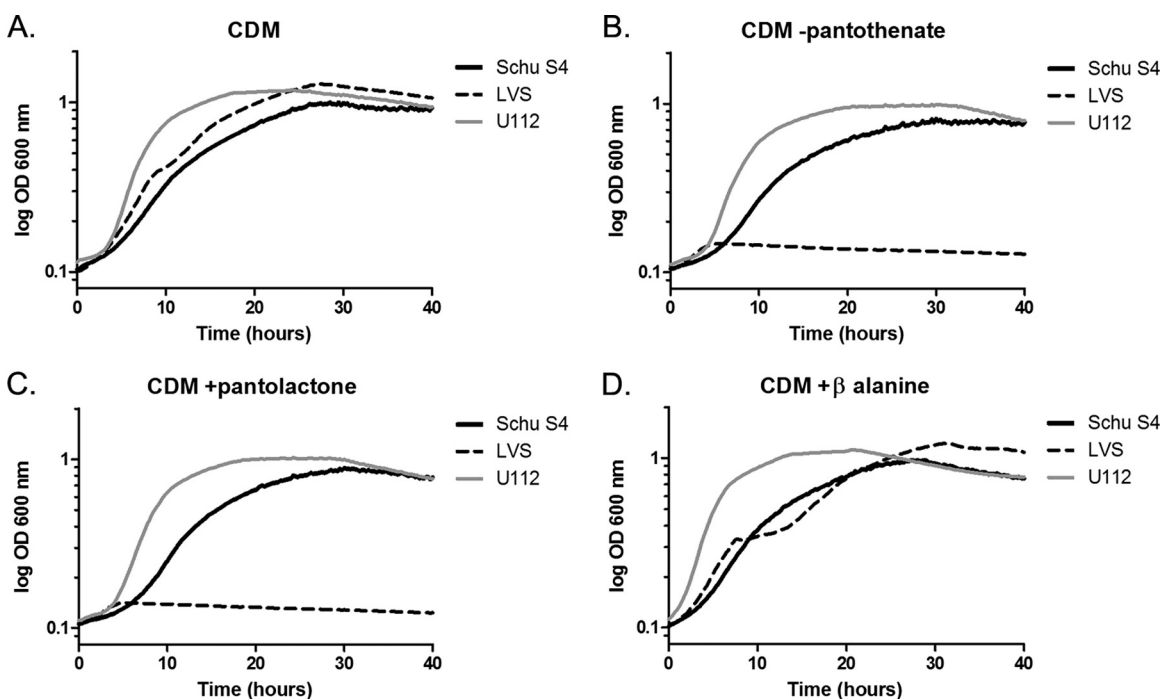 A.
CDM
log OD 600 nm
1
0.1
0
10
20
30
40
Time (hours)
Schu S4
LVS
U112
B.
CDM -pantothenate
log OD 600 nm
1
0.1
0
10
20
30
40
Time (hours)
Schu S4
LVS
U112
C.
CDM +pantolactone
log OD 600 nm
1
0.1
0
10
20
30
40
Time (hours)
Schu S4
LVS
U112
D.
CDM +β alanine
log OD 600 nm
1
0.1
0
10
20
30
40
Time (hours)
Schu S4
LVS
U112